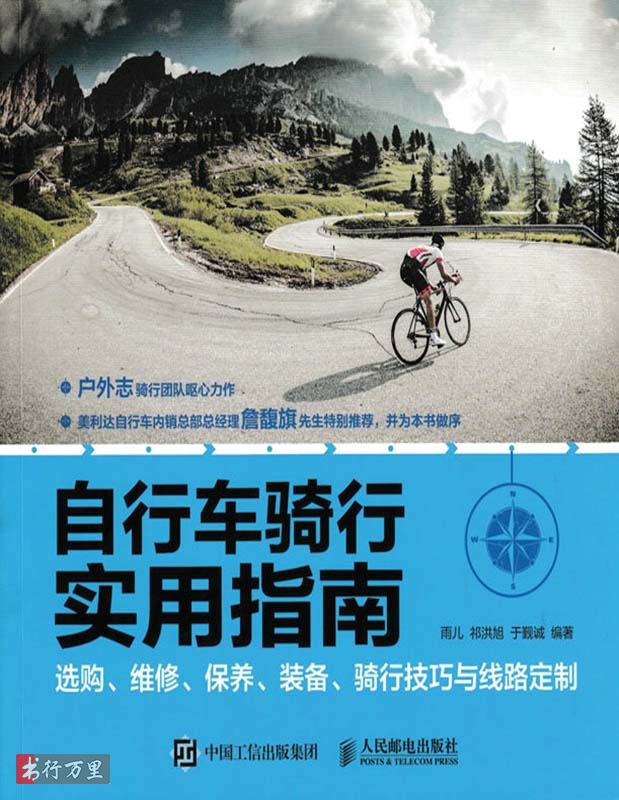 户外志 骑行团队呕心力作
美利达自行车内销总部总经理詹馥旗先生特别推荐，并为本书做序
自行车骑行
实用指南
N
W E
S
雨儿 祁洪旭 于觐诚 编著
选购、维修、保养、装备、骑行技巧与线路定制
中国工信出版集团
人民邮电出版社
POSTS & TELECOM PRESS
书行万里